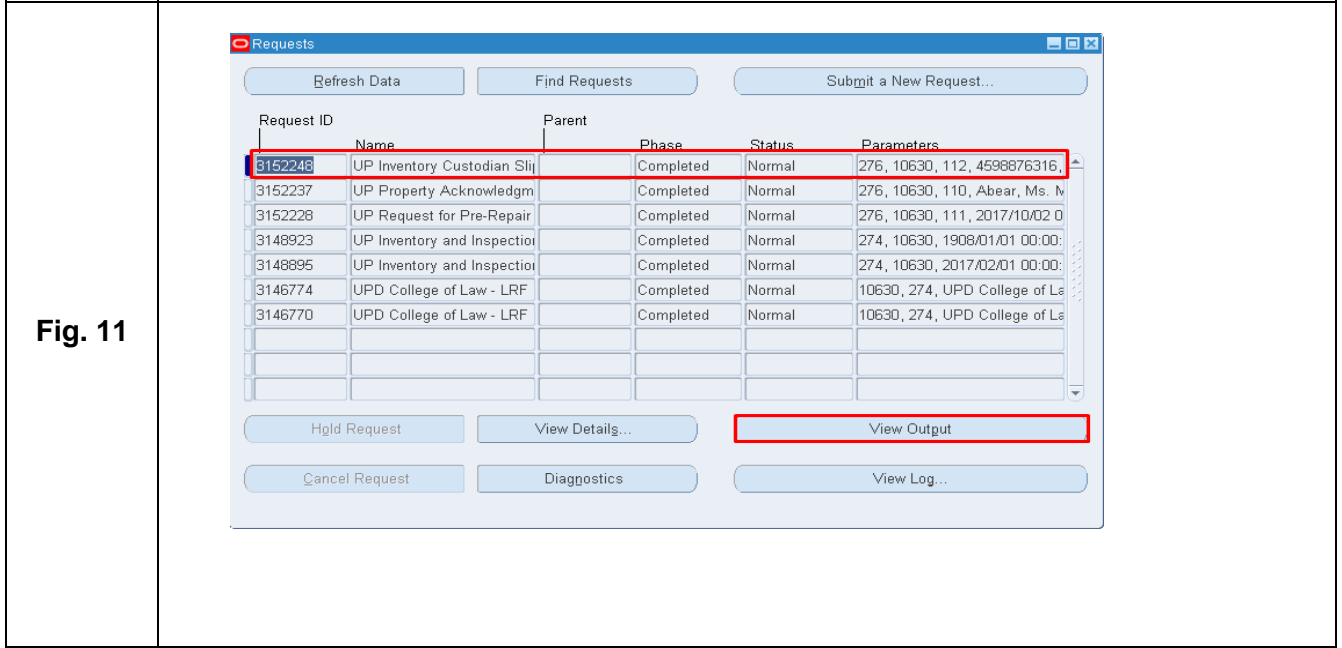 Fig. 11
Requests
Refresh Data Find Requests Submit a New Request...
Request ID Parent
Name Phase Status Parameters
3152248 UP Inventory Custodian Slip Completed Normal 276, 10630, 112, 4598876316,
3152237 UP Property Acknowledgm Completed Normal 276, 10630, 110, Abear, Ms. M
3152228 UP Request for Pre-Repair Completed Normal 276, 10630, 111, 2017/10/02 0
3148923 UP Inventory and Inspection Completed Normal 274, 10630, 1908/01/01 00:00:
3148895 UP Inventory and Inspection Completed Normal 274, 10630, 2017/02/01 00:00:
3146774 UPD College of Law - LRF Completed Normal 10630, 274, UPD College of La
3146770 UPD College of Law - LRF Completed Normal 10630, 274, UPD College of La
Hold Request View Details... View Output
Cancel Request Diagnostics View Log...